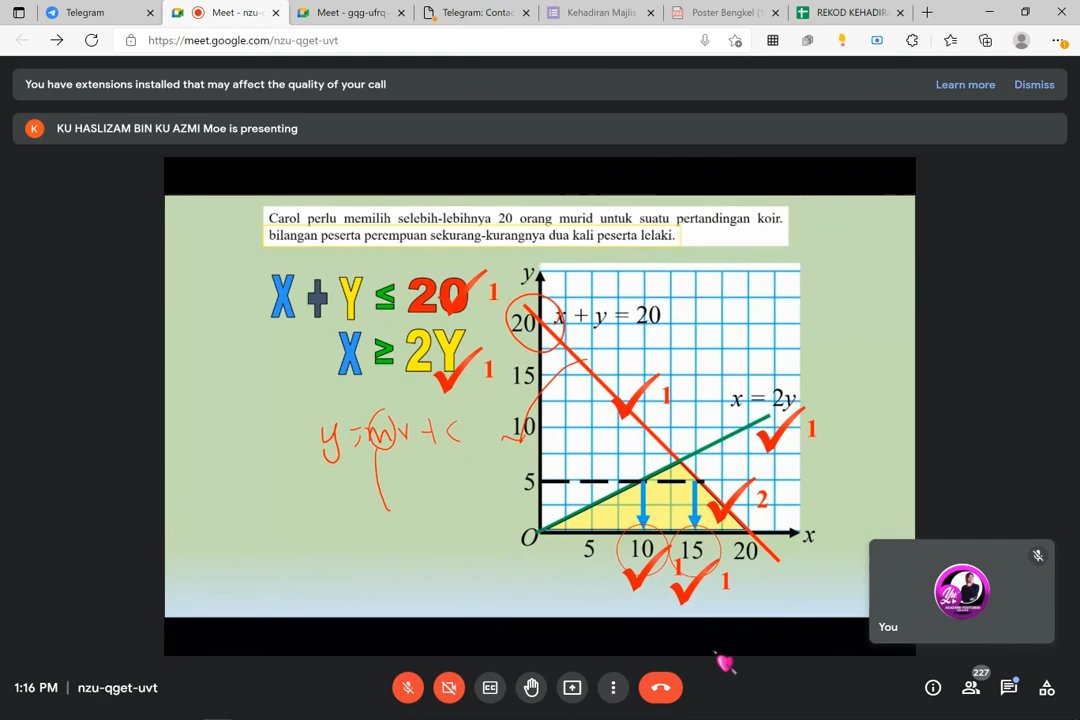 Telegram
Meet - nzu-
Meet - gqg-ufrq-
Telegram: Contac
Kehadiran Majlis
Poster Bengkel (1
REKOD KEHADIRA
https://meet.google.com/nzu-qget-uvt
You have extensions installed that may affect the quality of your call
Learn more
Dismiss
K
KU HASLIZAM BIN KU AZMI Moe is presenting
Carol perlu memilih selebih-lebihnya 20 orang murid untuk suatu pertandingan koir.
bilangan peserta perempuan sekurang-kurangnya dua kali peserta lelaki.
X + Y ≤ 20 1
X ≥ 2Y 1
y = m x + c
y
20
x + y = 20
15
1
x = 2y
10
1
5
2
O
5 10 15 20 x
1
1
You
1:16 PM | nzu-qget-uvt
227